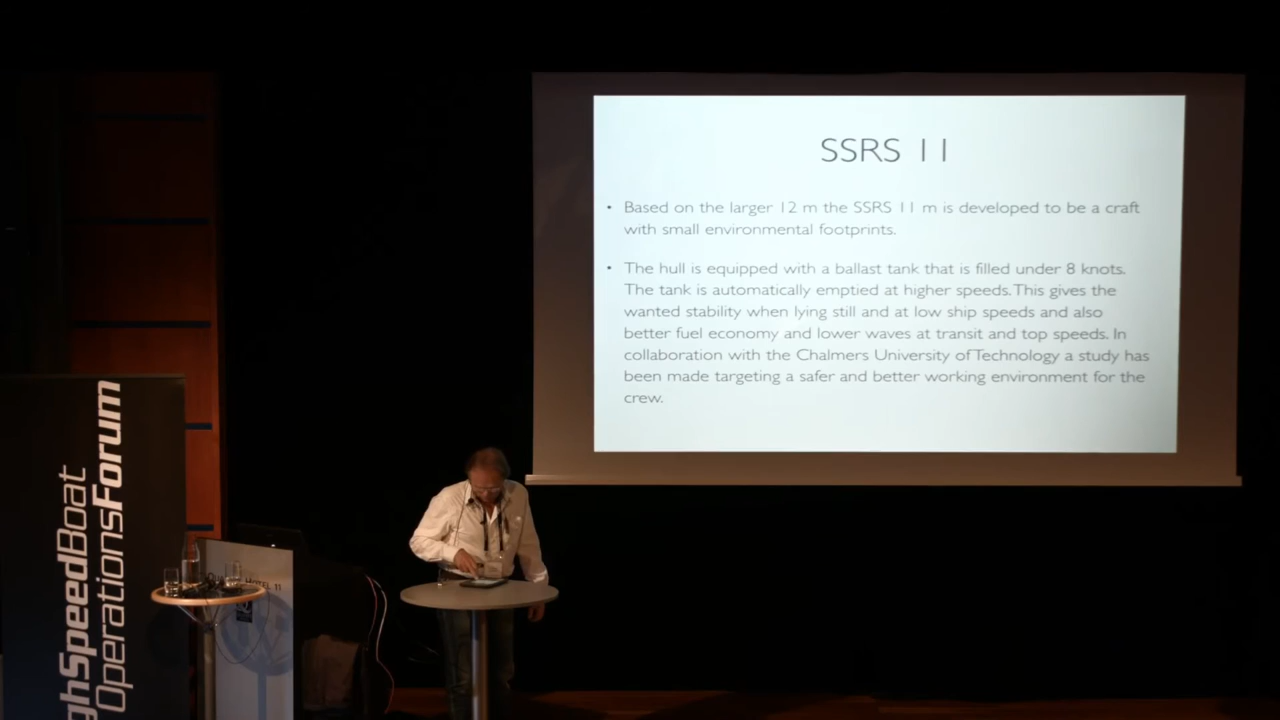 SSRS 11
• Based on the larger 12 m the SSRS 11 m is developed to be a craft
with small environmental footprints.
• The hull is equipped with a ballast tank that is filled under 8 knots.
The tank is automatically emptied at higher speeds. This gives the
wanted stability when lying still and at low ship speeds and also
better fuel economy and lower waves at transit and top speeds. In
collaboration with the Chalmers University of Technology a study has
been made targeting a safer and better working environment for the
crew.
ghSpeedBoat
OperationsForum
HOTEL 11